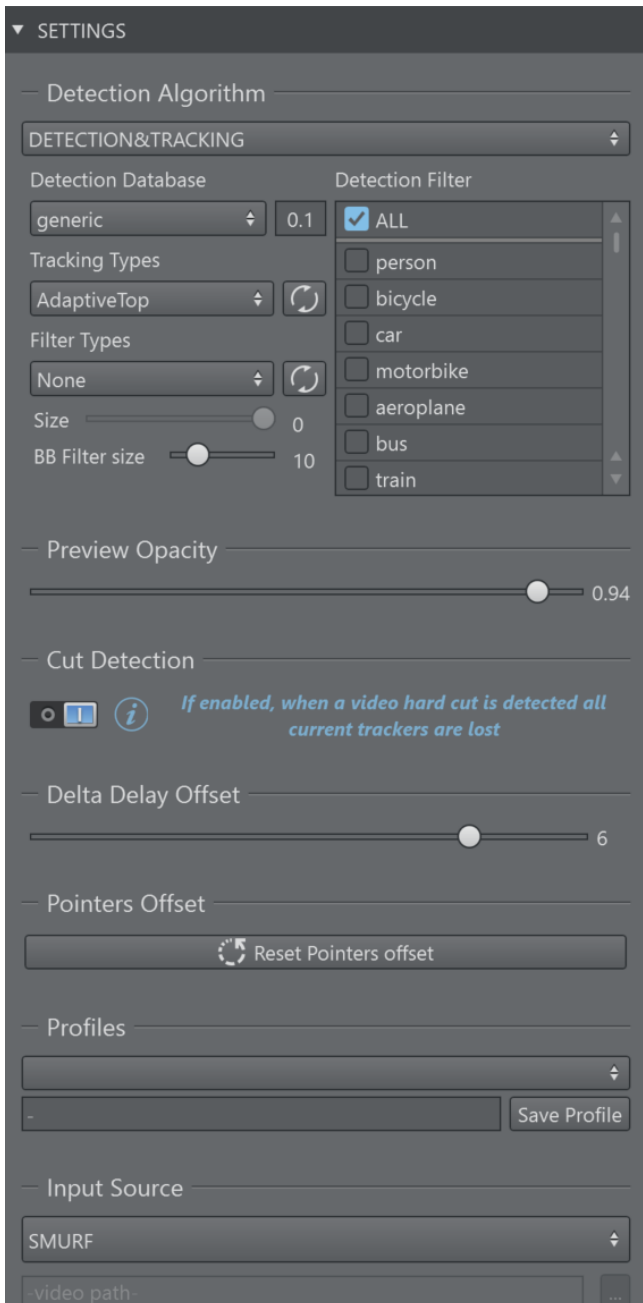 SETTINGS
Detection Algorithm
DETECTION&TRACKING
Detection Database
generic
0.1
Tracking Types
AdaptiveTop
Filter Types
None
Size
0
BB Filter size
10
Detection Filter
ALL
person
bicycle
car
motorbike
aeroplane
bus
train
Preview Opacity
0.94
Cut Detection
If enabled, when a video hard cut is detected all
current trackers are lost
Delta Delay Offset
6
Pointers Offset
Reset Pointers offset
Profiles
-
Save Profile
Input Source
SMURF
-video path-
...